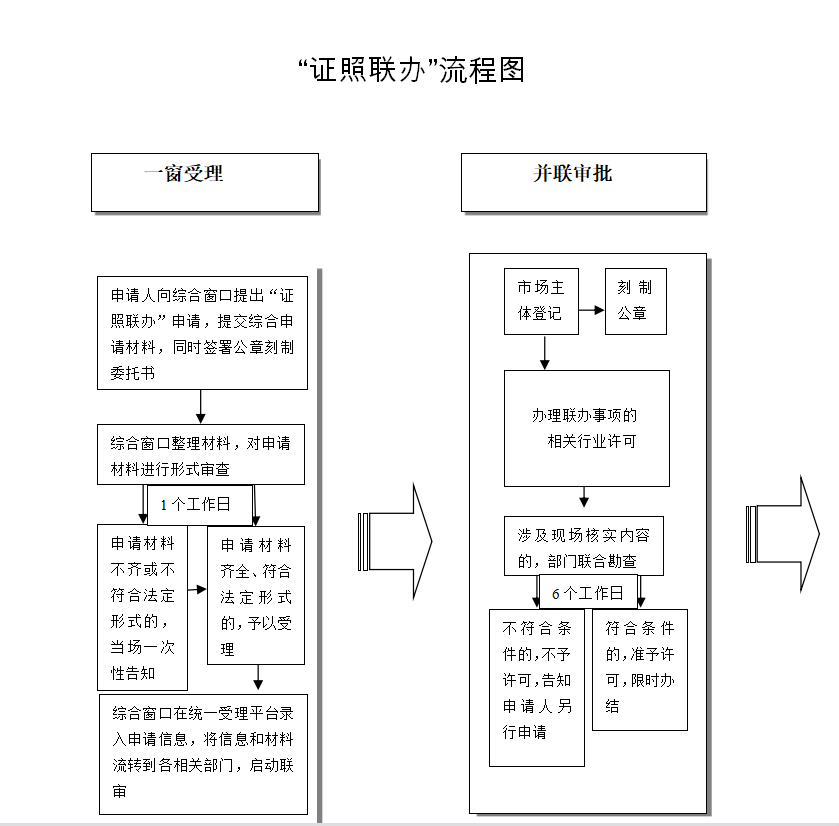 “证照联办”流程图
一窗受理
并联审批
申请人向综合窗口提出“证
照联办”申请，提交综合申
请材料，同时签署公章刻制
委托书
综合窗口整理材料，对申请
材料进行形式审查
1个工作日
申请材料
不齐或不
符合法定
形式的，
当场一次
性告知
申请材料
齐全、符合
法定形式
的，予以受
理
综合窗口在统一受理平台录
入申请信息，将信息和材料
流转到各相关部门，启动联
审
市场主
体登记
刻制
公章
办理联办事项的
相关行业许可
涉及现场核实内容
的，部门联合勘查
6个工作日
不符合条
件的，不予
许可，告知
申请人另
行申请
符合条件
的，准予许
可，限时办
结